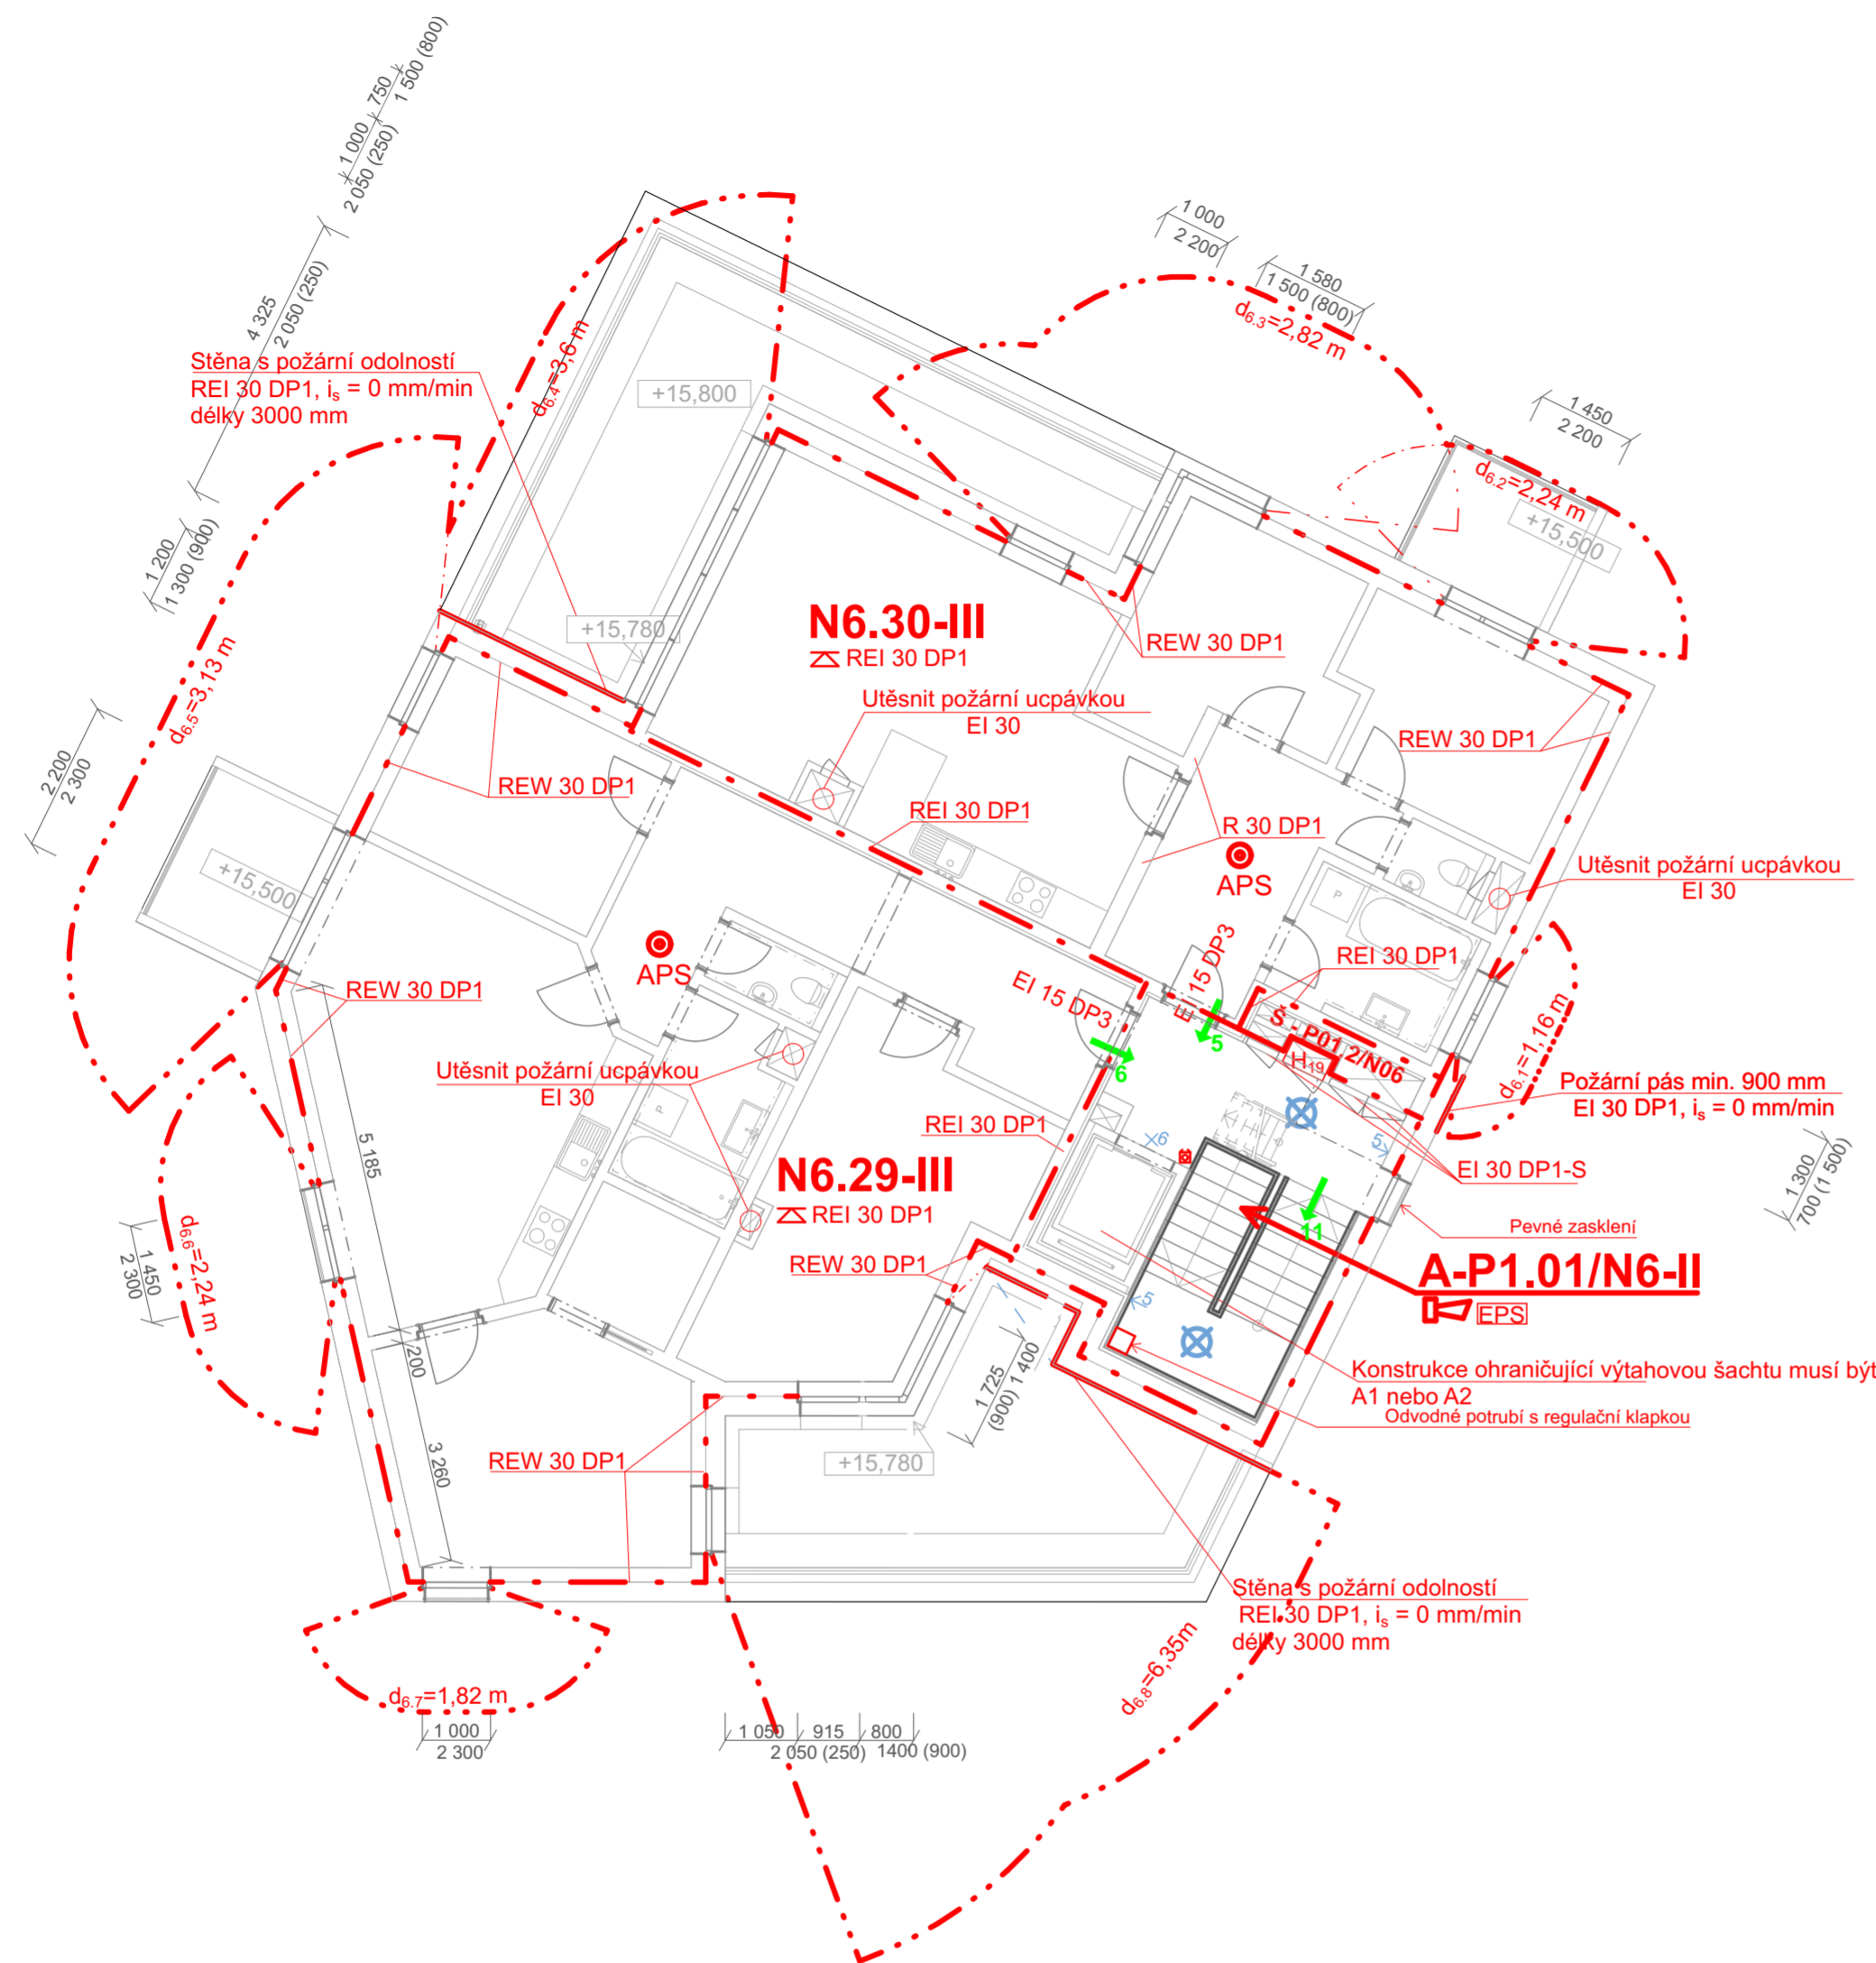 1 000
750
2 050 (250)
1 500 (800)
4 325
2 050 (250)
1 000
2 200
1 580
1 500 (800)
d6.3=2,82 m
Stěna s požární odolností
REI 30 DP1, is = 0 mm/min
délky 3000 mm
d6.4=3,6 m
+15,800
1 450
2 200
d6.2=2,24 m
+15,500
1 200
1 300 (900)
+15,780
N6.30-III
REI 30 DP1
REW 30 DP1
d6.5=3,13 m
Utěsnit požární ucpávkou
EI 30
REW 30 DP1
2 200
2 300
REW 30 DP1
REI 30 DP1
R 30 DP1
APS
Utěsnit požární ucpávkou
EI 30
+15,500
P
APS
EI 15 DP3
EI 15 DP3
REI 30 DP1
REW 30 DP1
5
6
Š - P01.2/N06
H19
d6.1=1,16 m
Utěsnit požární ucpávkou
EI 30
P
Požární pás min. 900 mm
EI 30 DP1, is = 0 mm/min
REI 30 DP1
6
5
EI 30 DP1-S
1 300
700 (1 500)
5 185
N6.29-III
REI 30 DP1
11
Pevné zasklení
d6.6=2,24 m
1 450
2 300
REW 30 DP1
A-P1.01/N6-II
EPS
5
200
1 725
(900) 1 400
Konstrukce ohraničující výtahovou šachtu musí být
A1 nebo A2
Odvodné potrubí s regulační klapkou
3 260
REW 30 DP1
+15,780
Stěna s požární odolností
REI 30 DP1, is = 0 mm/min
délky 3000 mm
d6.7=1,82 m
d6.8=6,35m
1 000
2 300
1 050
915
800
2 050 (250)
1400 (900)